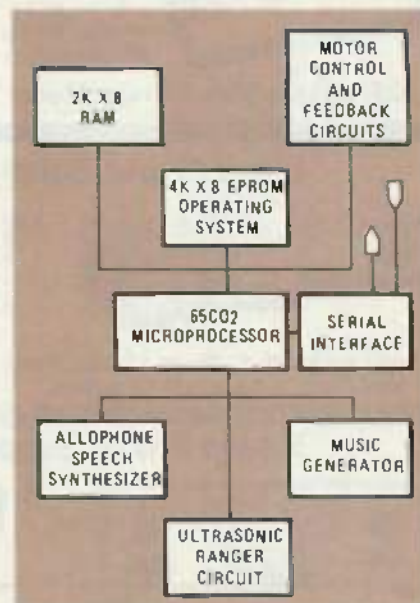 2K X 8
RAM
MOTOR
CONTROL
AND
FEEDBACK
CIRCUITS
4K X 8 EPROM
OPERATING
SYSTEM
65C02
MICROPROCESSOR
SERIAL
INTERFACE
ALLOPHONE
SPEECH
SYNTHESIZER
MUSIC
GENERATOR
ULTRASONIC
RANGER
CIRCUIT